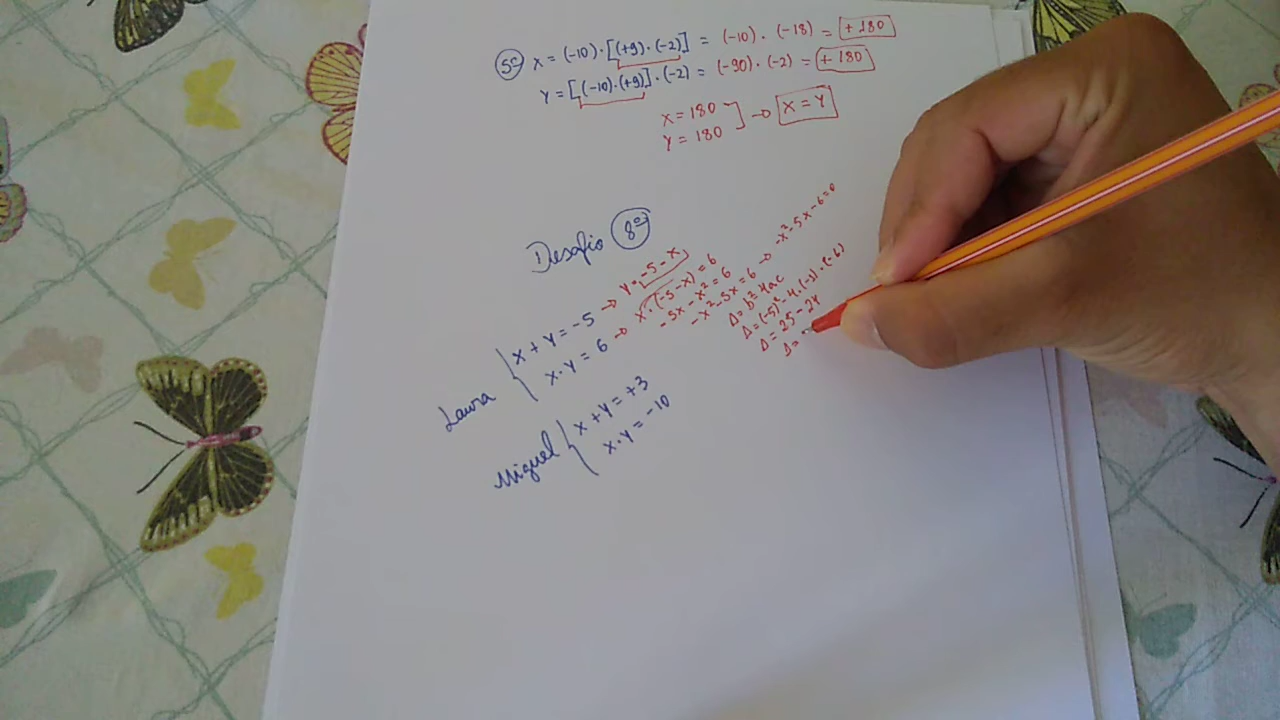 5ª X = (-10)·[(+9)·(-2)] = (-10)·(-18) = +180
Y = [(-10)·(+9)]·(-2) = (-90)·(-2) = +180
X = 180
Y = 180
→ X = Y
Desafio 8ª
Laura
X + Y = -5 → Y = -5 - X
X·Y = 6 → X·(-5-X) = 6
-5X - X² = 6
-X² - 5X = 6 → -X² - 5X - 6 = 0
Δ = b² - 4ac
Δ = (-5)² - 4·(-1)·(-6)
Δ = 25 - 24
Δ =
Miguel
X + Y = +3
X·Y = -10